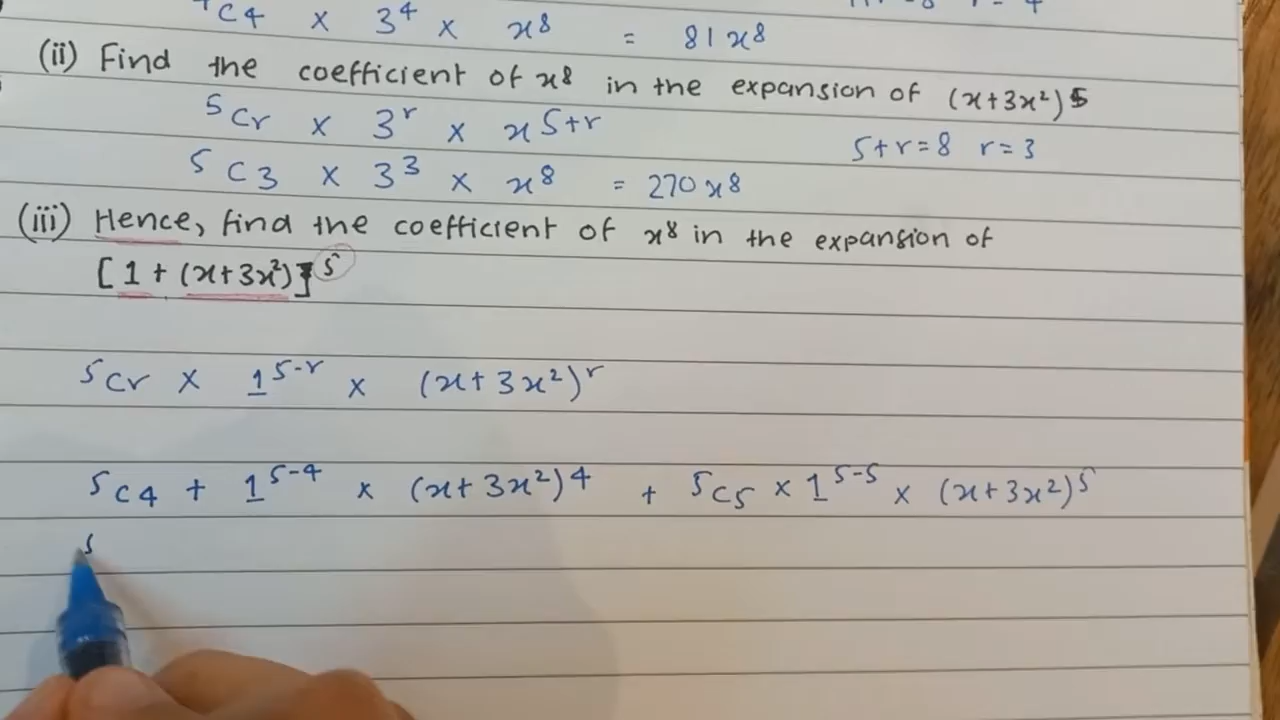 4C4 × 3⁴ × x⁸ = 81x⁸
(ii) Find the coefficient of x⁸ in the expansion of (x+3x²)⁵
⁵Cr × 3ʳ × x⁵⁺ʳ
5+r=8 r=3
⁵C3 × 3³ × x⁸ = 270x⁸
(iii) Hence, find the coefficient of x⁸ in the expansion of
[1 + (x+3x²)]⁵
⁵Cr × 1⁵⁻ʳ × (x+3x²)ʳ
⁵C4 + 1⁵⁻⁴ × (x+3x²)⁴ + ⁵C5 × 1⁵⁻⁵ × (x+3x²)⁵
5